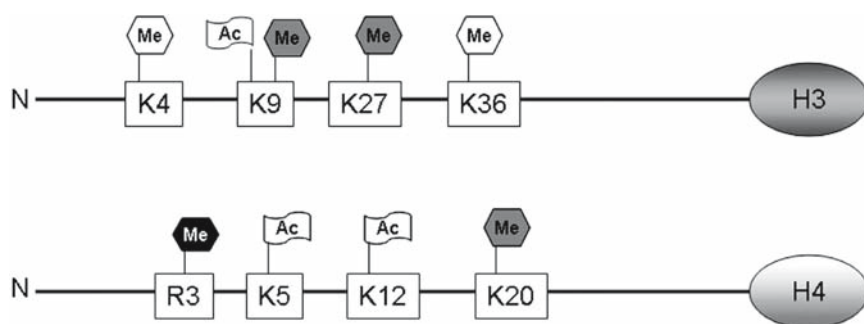 Me Ac Me Me Me
N K4 K9 K27 K36 H3
Me Ac Ac Me
N R3 K5 K12 K20 H4